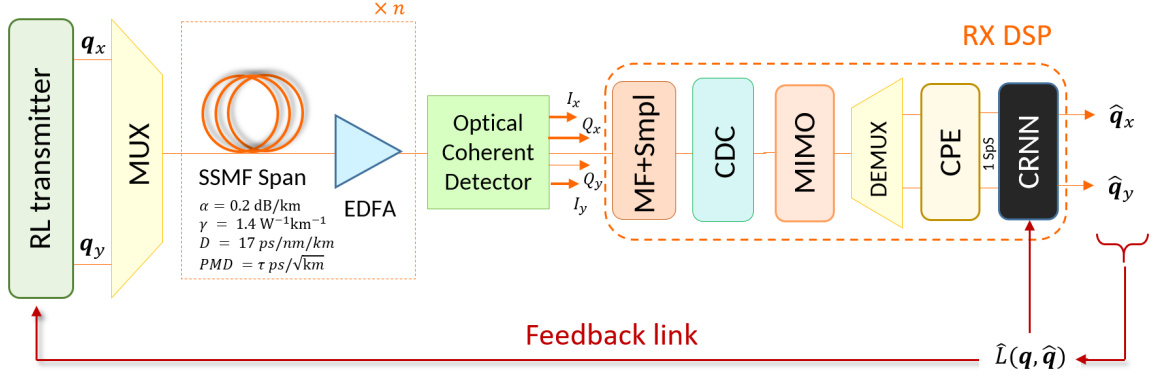 × n
RX DSP
RL transmitter
q_x
q_y
MUX
SSMF Span
α = 0.2 dB/km
γ = 1.4 W⁻¹km⁻¹
D = 17 ps/nm/km
PMD = τ ps/√km
EDFA
Optical
Coherent
Detector
I_x
Q_x
Q_y
I_y
MF+Smpl
CDC
MIMO
DEMUX
CPE
1 SpS
CRNN
q̂_x
q̂_y
Feedback link
L̂(q,q̂)